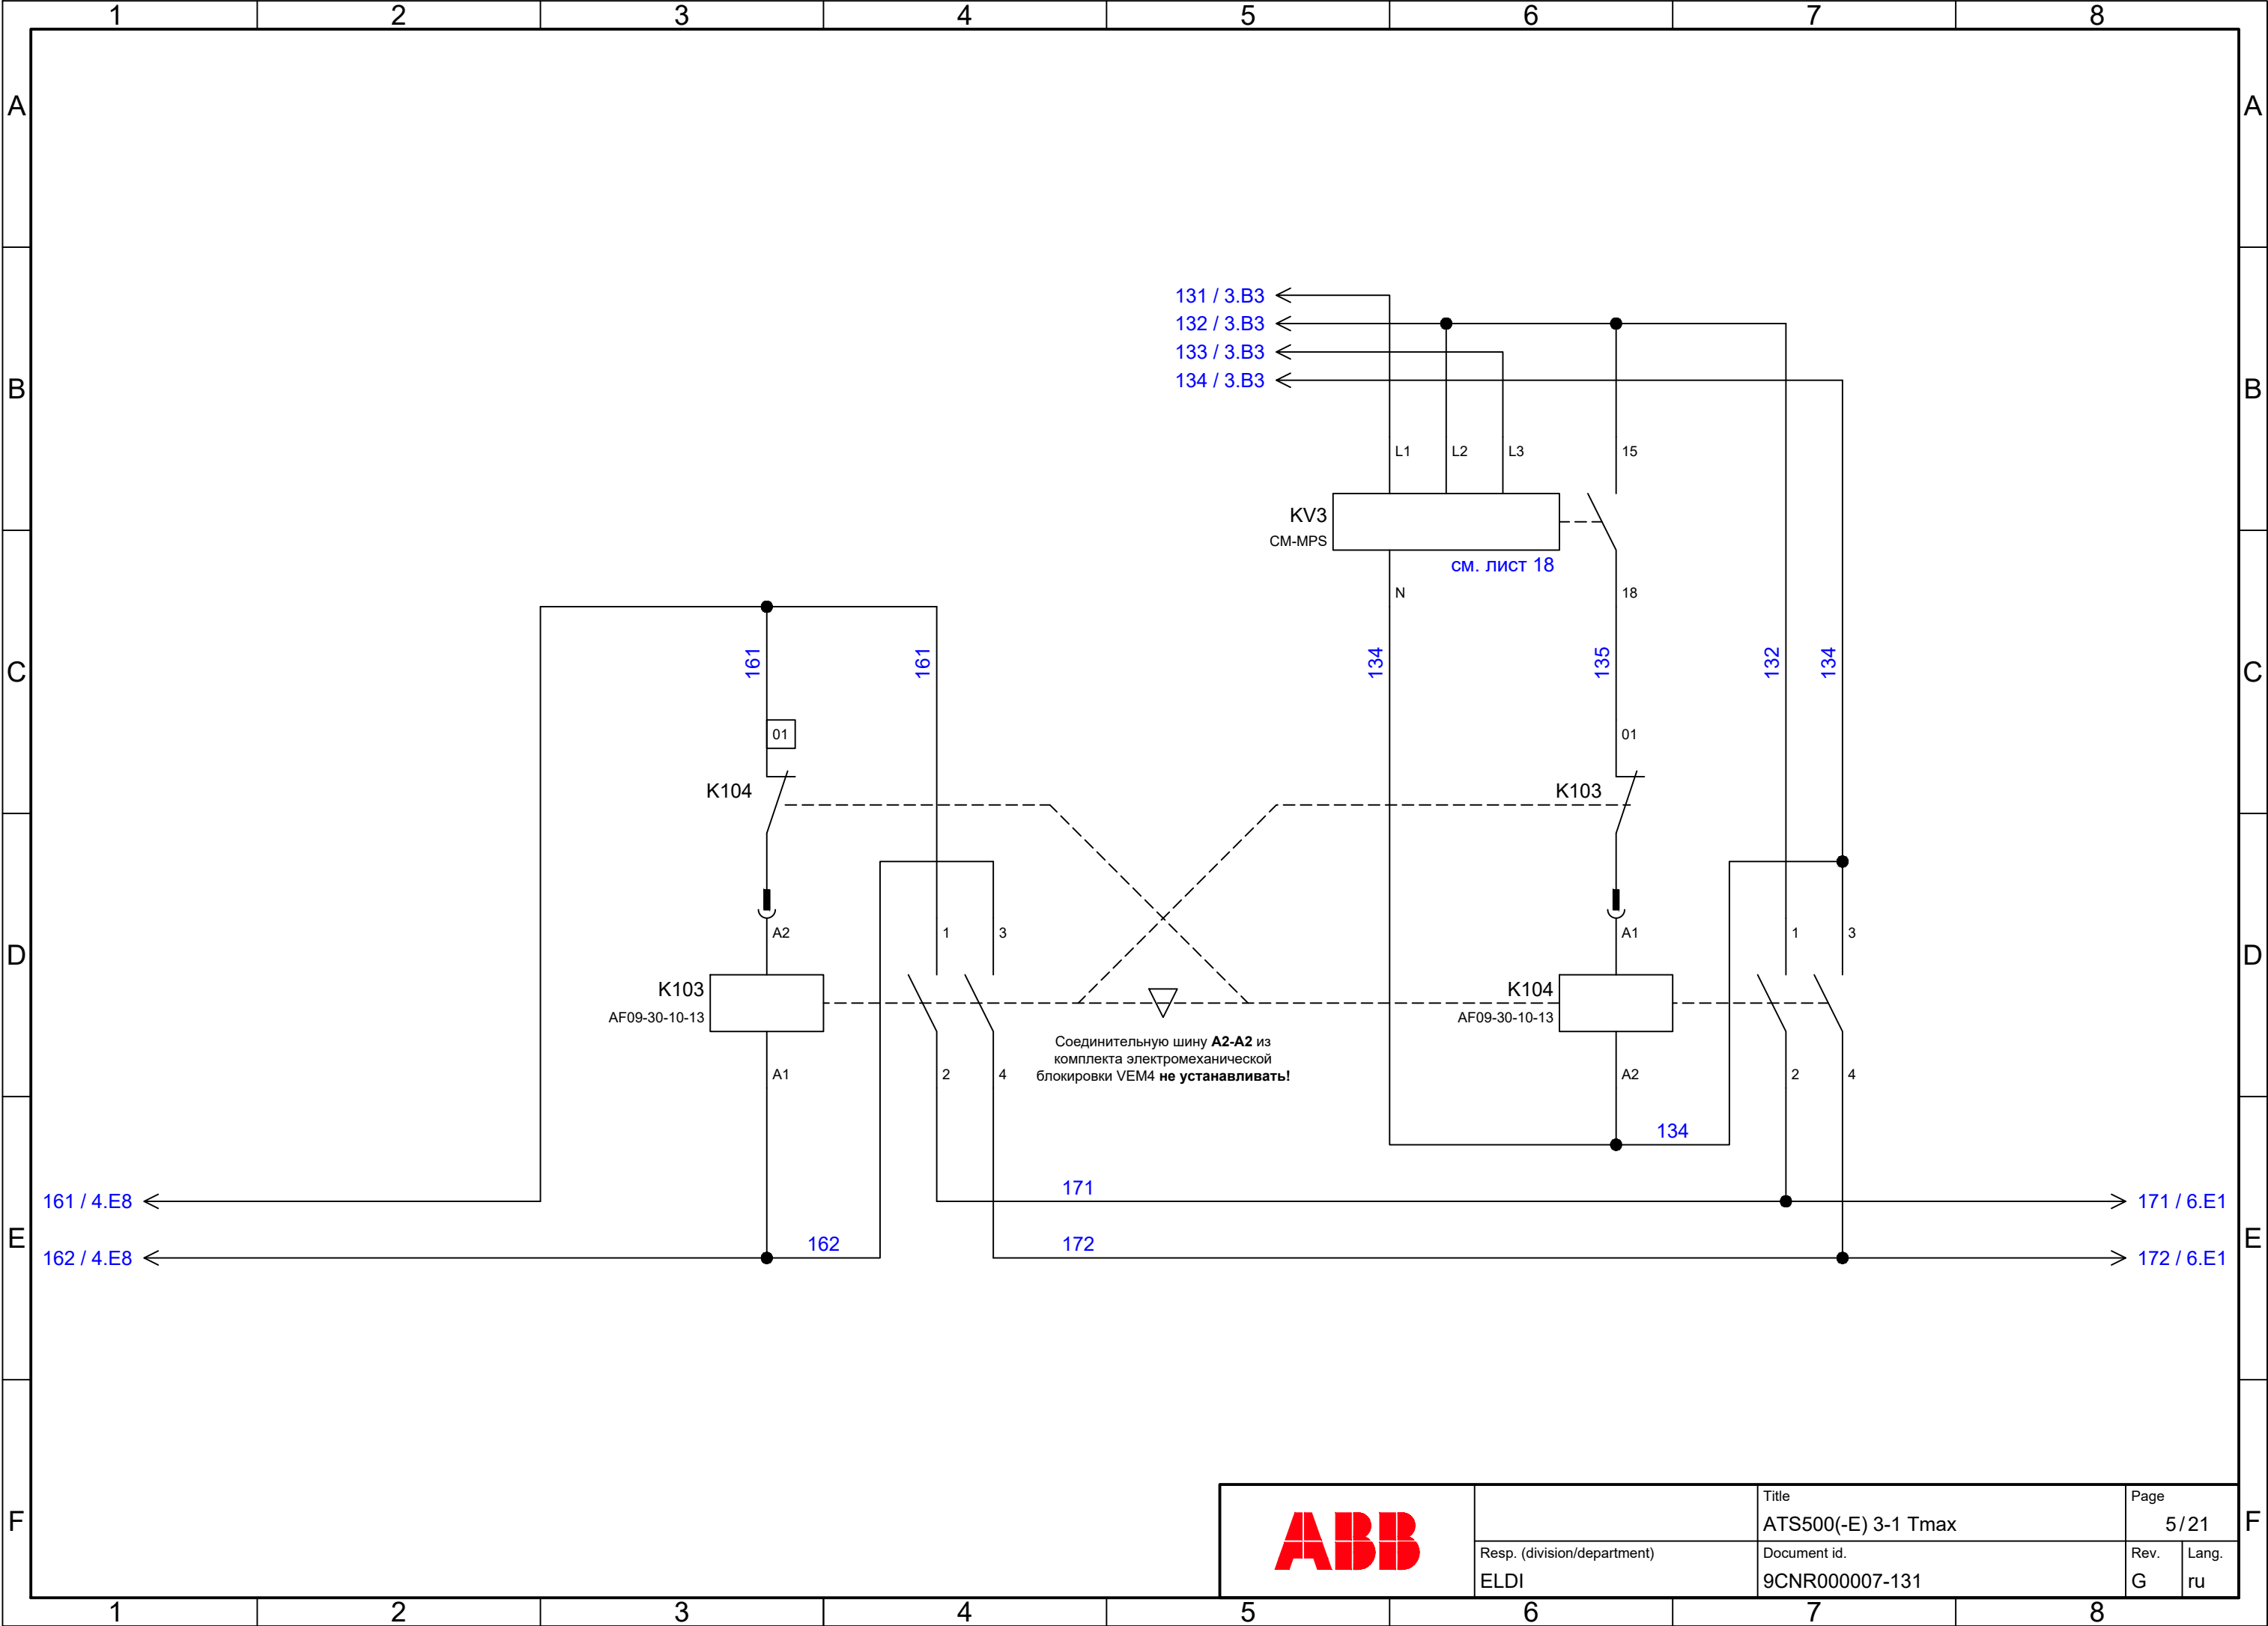 1 2 3 4 5 6 7 8
A A
131 / 3.B3
132 / 3.B3
133 / 3.B3
134 / 3.B3
B B
L1 L2 L3 15
KV3
CM-MPS
см. лист 18
N 18
161 161 134 135 132 134
C C
01 01
K104 K103
A2 1 3 A1 1 3
D D
K103 K104
AF09-30-10-13 AF09-30-10-13
Соединительную шину A2-A2 из
комплекта электромеханической
блокировки VEM4 не устанавливать!
A1 2 4 A2 2 4
134
171
161 / 4.E8 171 / 6.E1
E E
162 172
162 / 4.E8 172 / 6.E1
F F
ABB
Title
ATS500(-E) 3-1 Tmax
Page
5/21
Resp. (division/department)
ELDI
Document id.
9CNR000007-131
Rev.
G
Lang.
ru
1 2 3 4 5 6 7 8